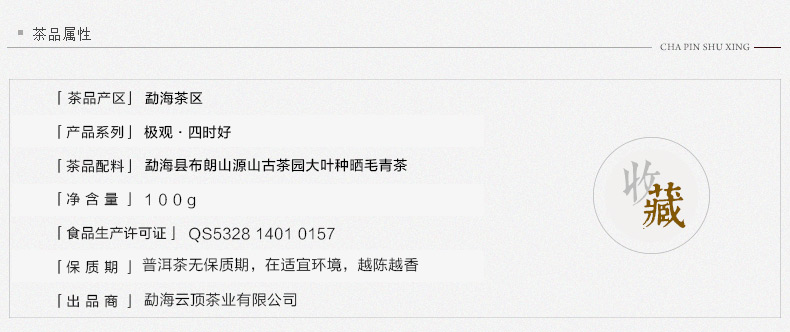 茶品属性
CHA PIN SHU XING
「茶品产区」 勐海茶区
「产品系列」 极观·四时好
「茶品配料」 勐海县布朗山源山古茶园大叶种晒毛青茶
「净含量」 100g
「食品生产许可证」 QS5328 1401 0157
「保质期」 普洱茶无保质期，在适宜环境，越陈越香
「出品商」 勐海云顶茶业有限公司
收藏